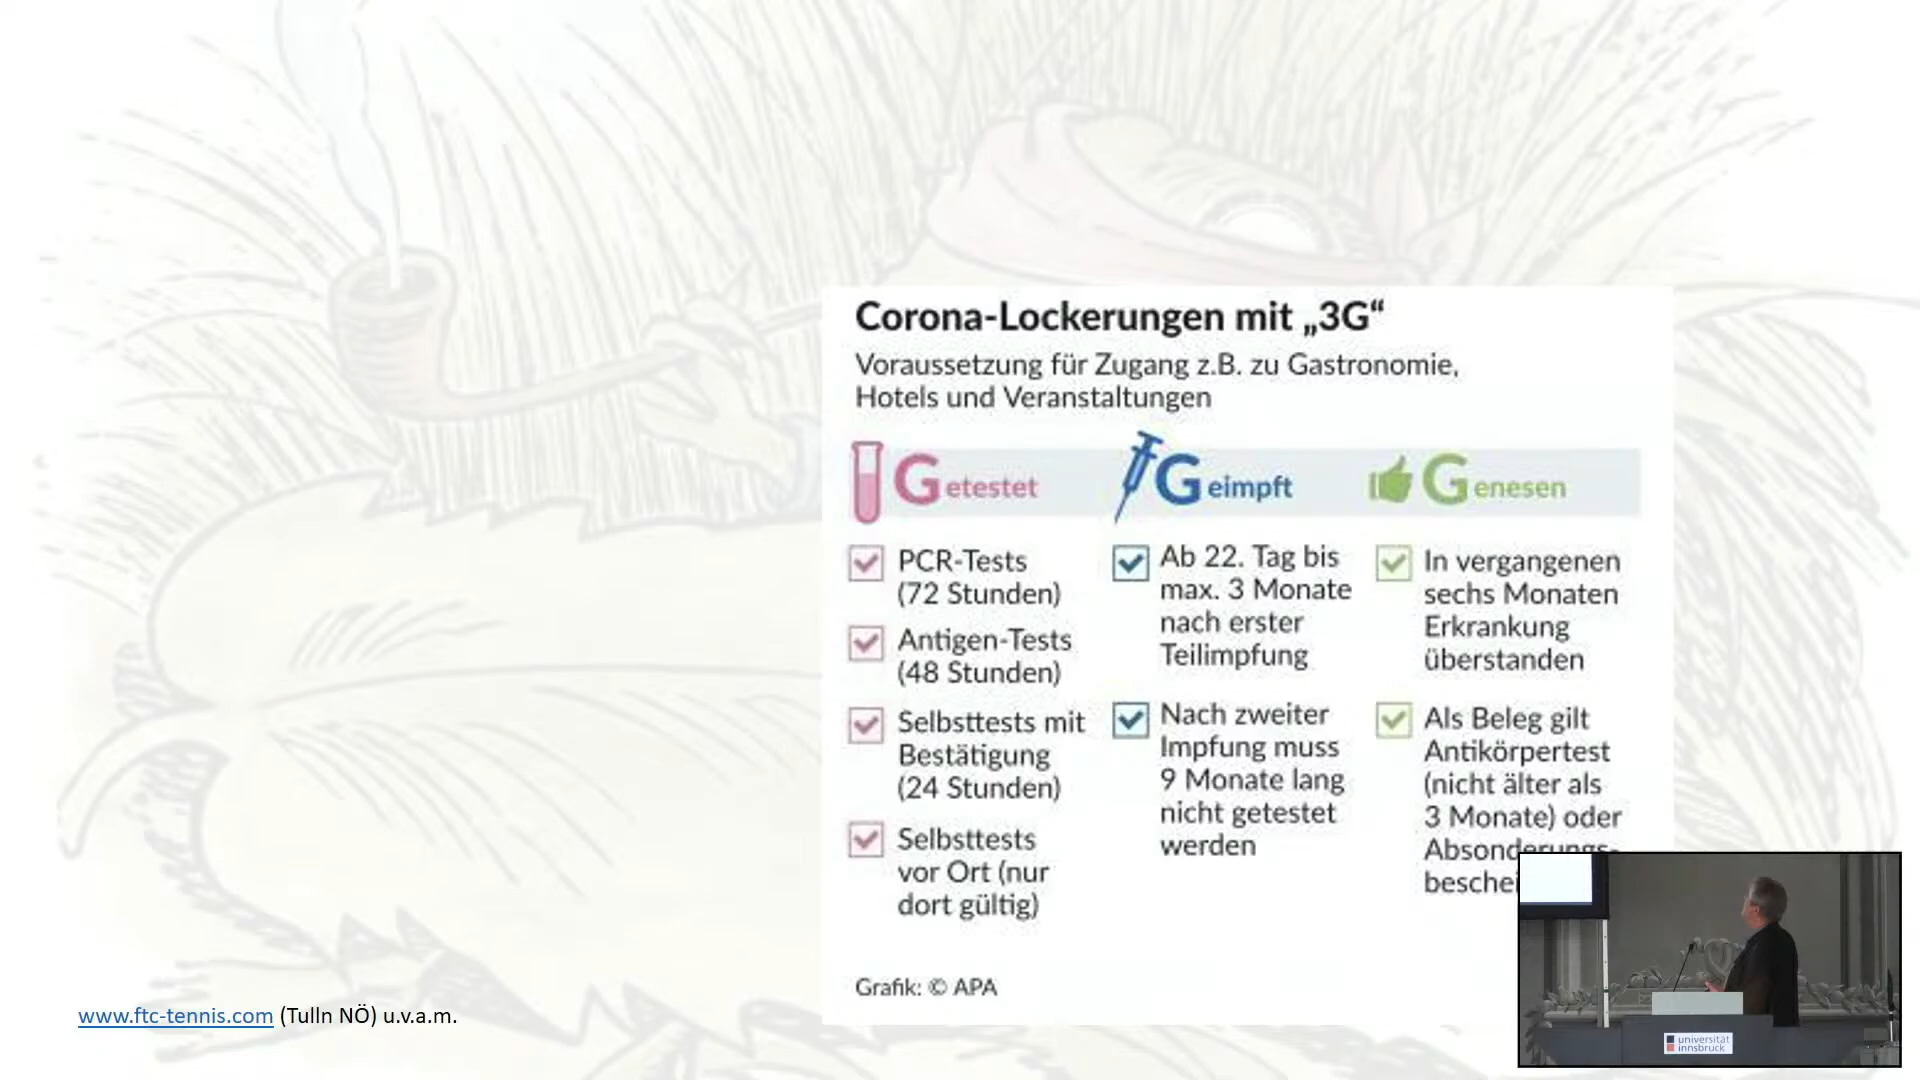 Corona-Lockerungen mit „3G“
Voraussetzung für Zugang z.B. zu Gastronomie,
Hotels und Veranstaltungen
Getestet
PCR-Tests
(72 Stunden)
Antigen-Tests
(48 Stunden)
Selbsttests mit
Bestätigung
(24 Stunden)
Selbsttests
vor Ort (nur
dort gültig)
Geimpft
Ab 22. Tag bis
max. 3 Monate
nach erster
Teilimpfung
Nach zweiter
Impfung muss
9 Monate lang
nicht getestet
werden
Genesen
In vergangenen
sechs Monaten
Erkrankung
überstanden
Als Beleg gilt
Antikörpertest
(nicht älter als
3 Monate) oder
Absonderungs-
Grafik: © APA
www.ftc-tennis.com (Tulln NÖ) u.v.a.m.
universität
innsbruck